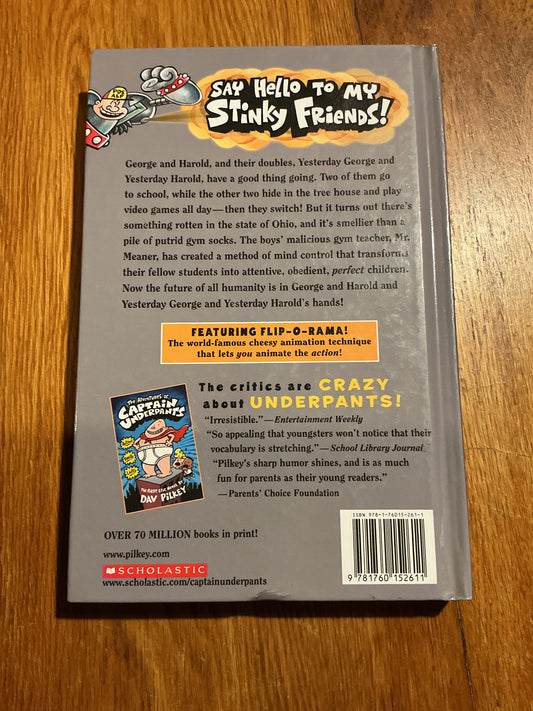 SAY HELLO TO MY
STINKY FRIENDS!
George and Harold, and their doubles, Yesterday George and
Yesterday Harold, have a good thing going. Two of them go
to school, while the other two hide in the tree house and play
video games all day—then they switch! But it turns out there's
something rotten in the state of Ohio, and it's smellier than a
pile of putrid gym socks. The boys' malicious gym teacher, Mr.
Meaner, has created a method of mind control that transforms
their fellow students into attentive, obedient, perfect children.
Now the future of all humanity is in George and Harold and
Yesterday George and Yesterday Harold's hands!
FEATURING FLIP-O-RAMA!
The world-famous cheesy animation technique
that lets you animate the action!
The critics are CRAZY
about UNDERPANTS!
"Irresistible."—Entertainment Weekly
"So appealing that youngsters won't notice that their
vocabulary is stretching."—School Library Journal
"Pilkey's sharp humor shines, and is as much
fun for parents as their young readers."
—Parents' Choice Foundation
The Adventures of
CAPTAIN
UNDERPANTS
The First Epic Novel by
DAV PILKEY
OVER 70 MILLION books in print!
www.pilkey.com
SCHOLASTIC
www.scholastic.com/captainunderpants
ISBN 978-1-76015-261-1
9 781760 152611